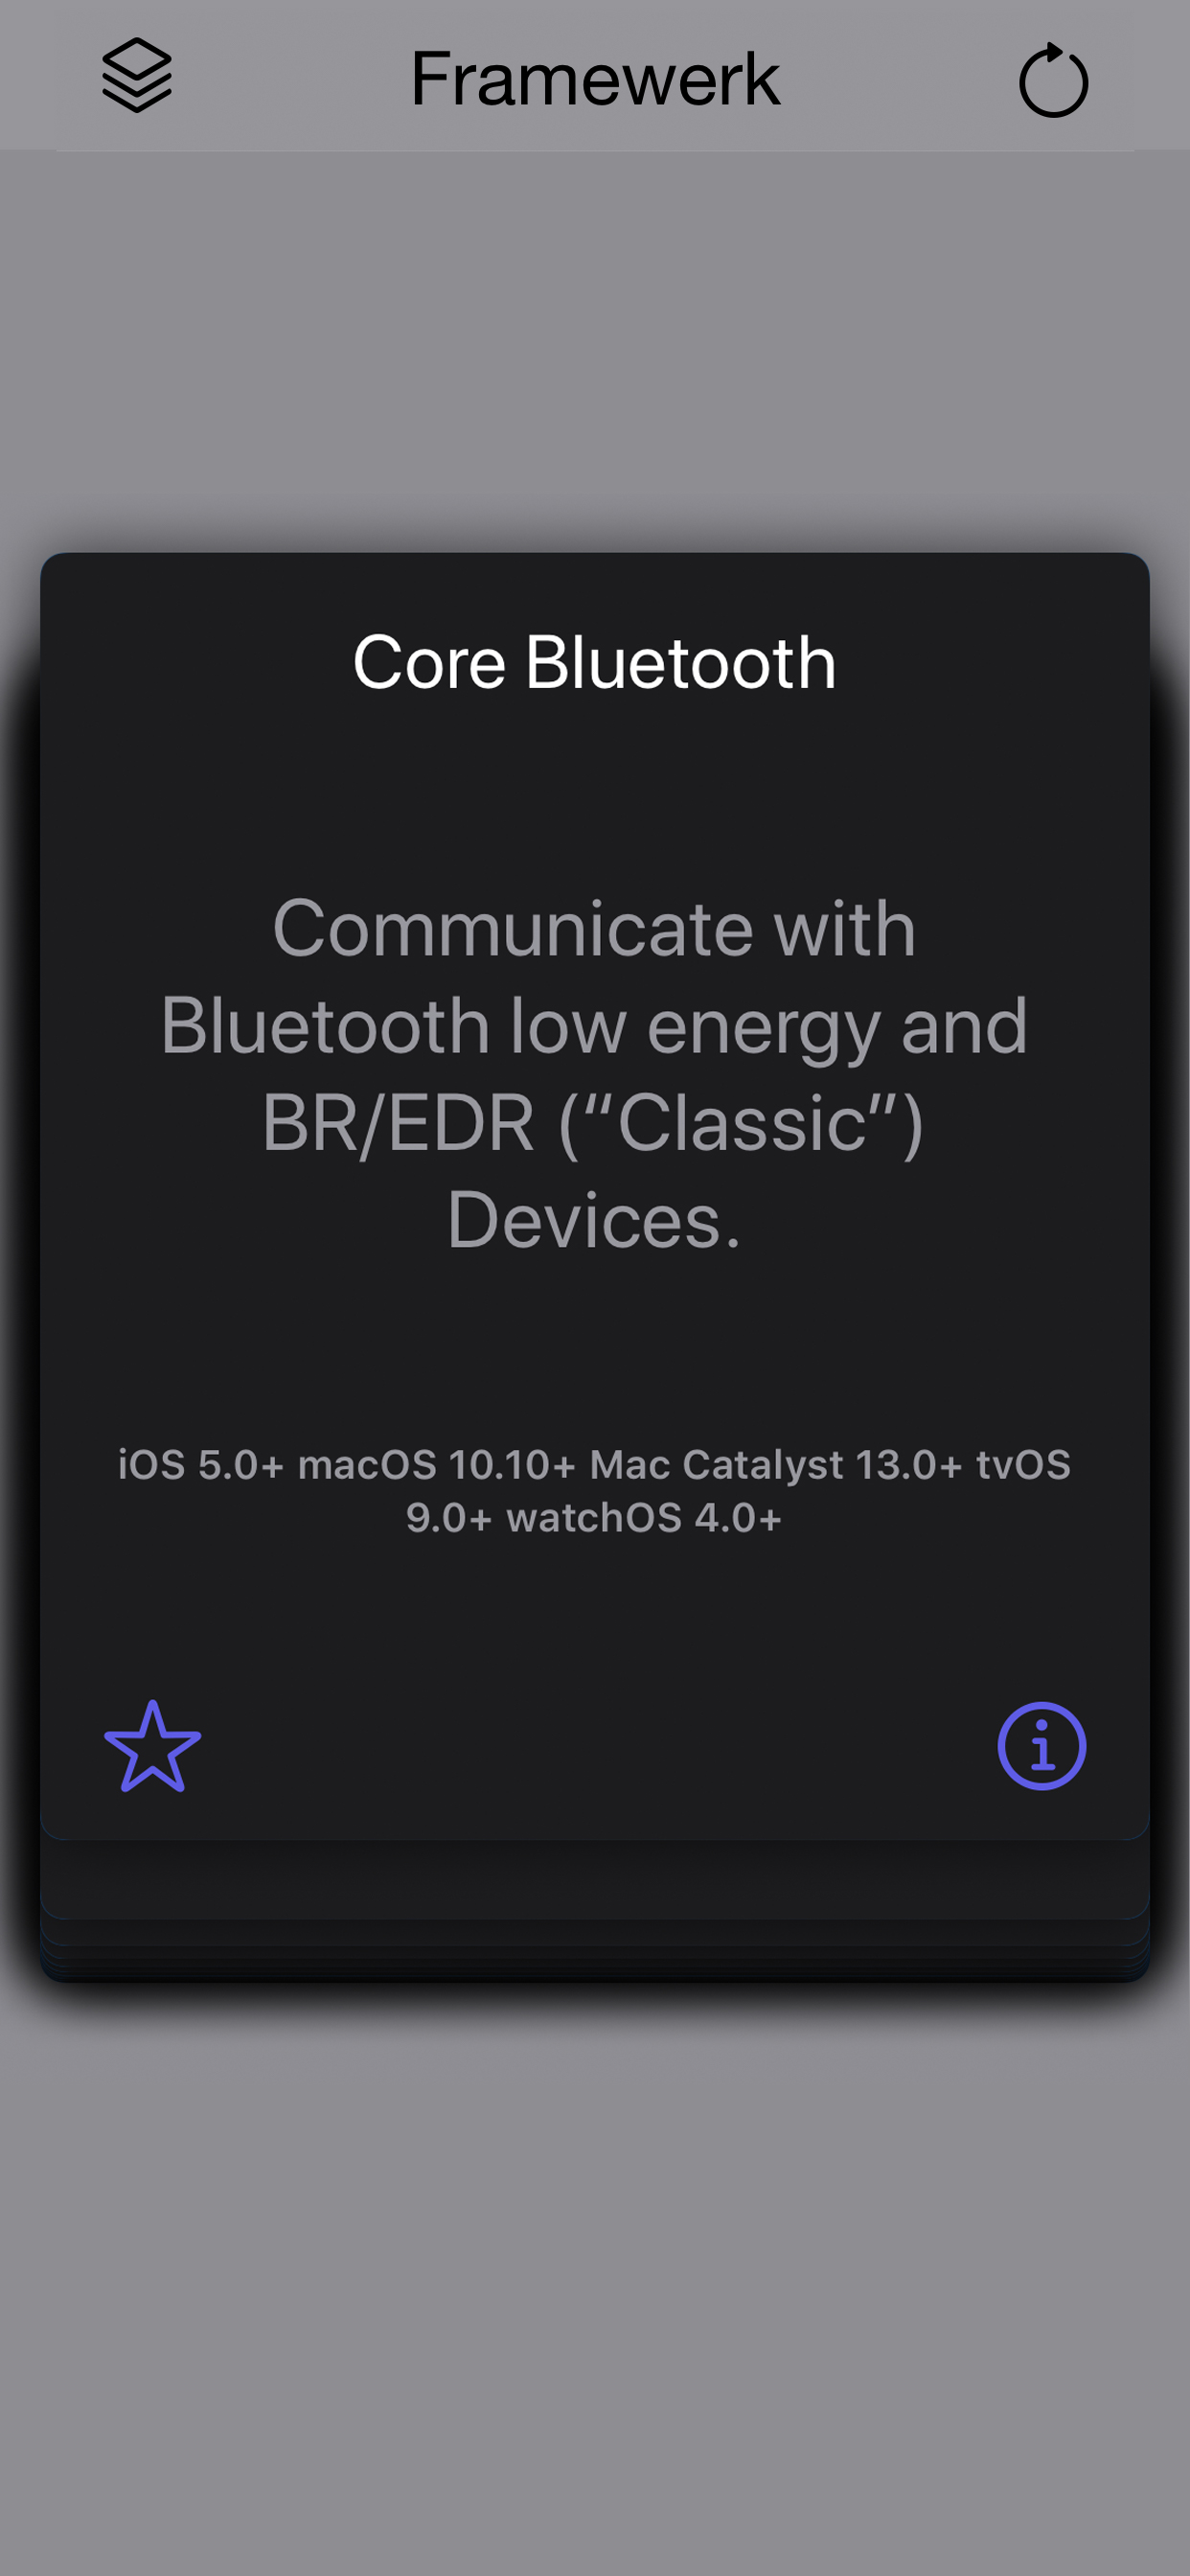 Framewerk
Core Bluetooth
Communicate with
Bluetooth low energy and
BR/EDR (“Classic”)
Devices.
iOS 5.0+ macOS 10.10+ Mac Catalyst 13.0+ tvOS
9.0+ watchOS 4.0+